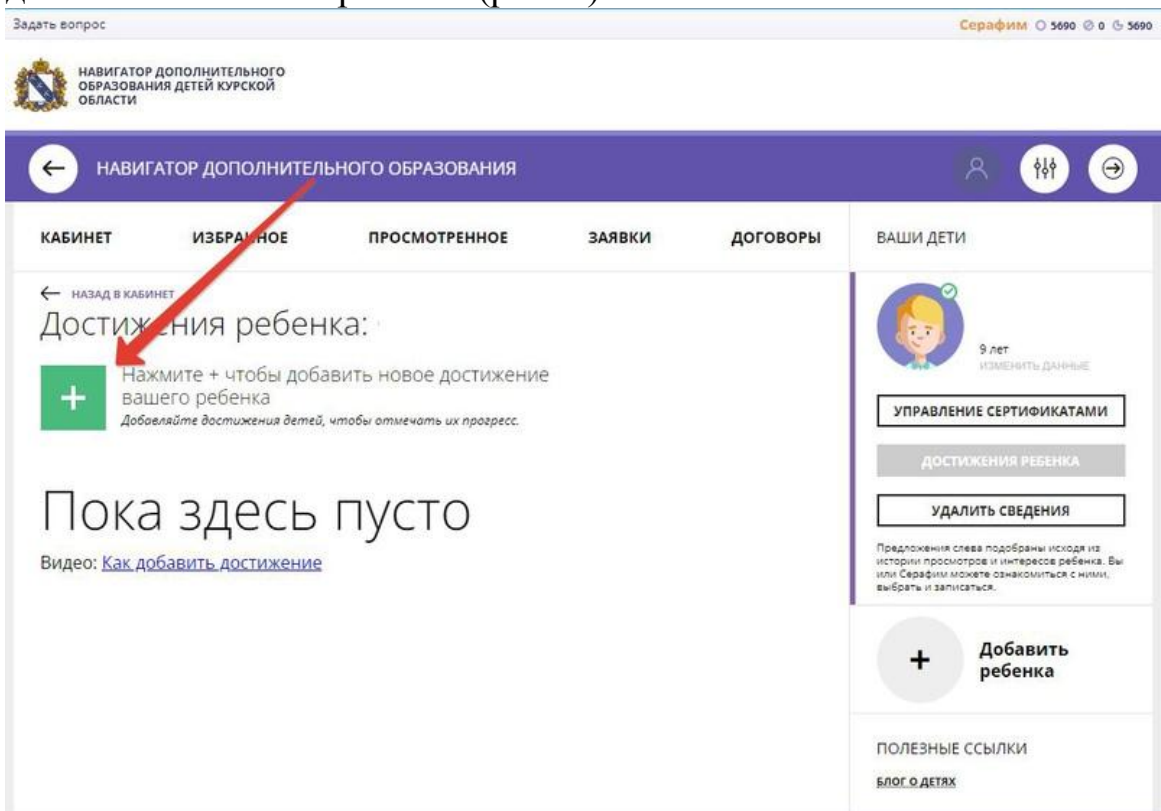 Задать вопрос
Серафим 5690 0 5690
НАВИГАТОР ДОПОЛНИТЕЛЬНОГО
ОБРАЗОВАНИЯ ДЕТЕЙ КУРСКОЙ
ОБЛАСТИ
НАВИГАТОР ДОПОЛНИТЕЛЬНОГО ОБРАЗОВАНИЯ
КАБИНЕТ ИЗБРАННОЕ ПРОСМОТРЕННОЕ ЗАЯВКИ ДОГОВОРЫ
← НАЗАД В КАБИНЕТ
Достижения ребенка:
+
Нажмите + чтобы добавить новое достижение
вашего ребенка
Добавляйте достижения детей, чтобы отмечать их прогресс.
Пока здесь пусто
Видео: Как добавить достижение
ВАШИ ДЕТИ
9 лет
ИЗМЕНИТЬ ДАННЫЕ
УПРАВЛЕНИЕ СЕРТИФИКАТАМИ
ДОСТИЖЕНИЯ РЕБЕНКА
УДАЛИТЬ СВЕДЕНИЯ
Предложения слева подобраны исходя из
истории просмотров и интересов ребенка. Вы
или Серафим можете ознакомиться с ними,
выбрать и записаться.
+
Добавить
ребенка
ПОЛЕЗНЫЕ ССЫЛКИ
БЛОГ О ДЕТЯХ